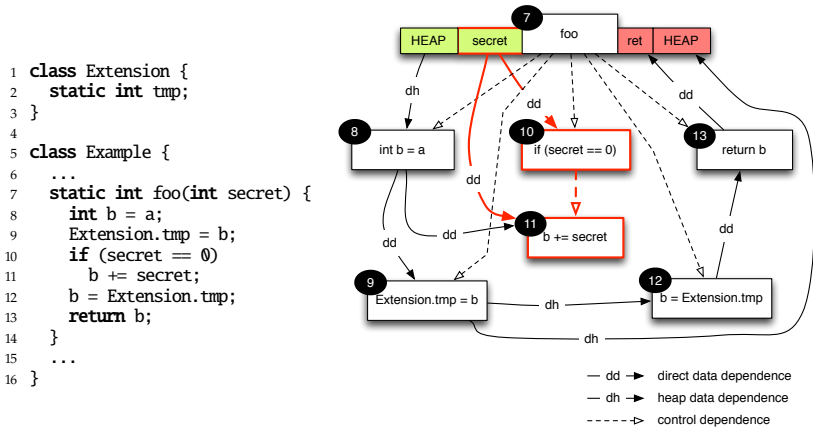 1 class Extension {
2 static int tmp;
3 }
4
5 class Example {
6 ...
7 static int foo(int secret) {
8 int b = a;
9 Extension.tmp = b;
10 if (secret == 0)
11 b += secret;
12 b = Extension.tmp;
13 return b;
14 }
15 ...
16 }
7
HEAP secret foo ret HEAP
dh
dd
dd
8
int b = a
10
if (secret == 0)
13
return b
dd
dd
dd
11
b += secret
dd
9
Extension.tmp = b
dh
12
b = Extension.tmp
dh
dd direct data dependence
dh heap data dependence
control dependence